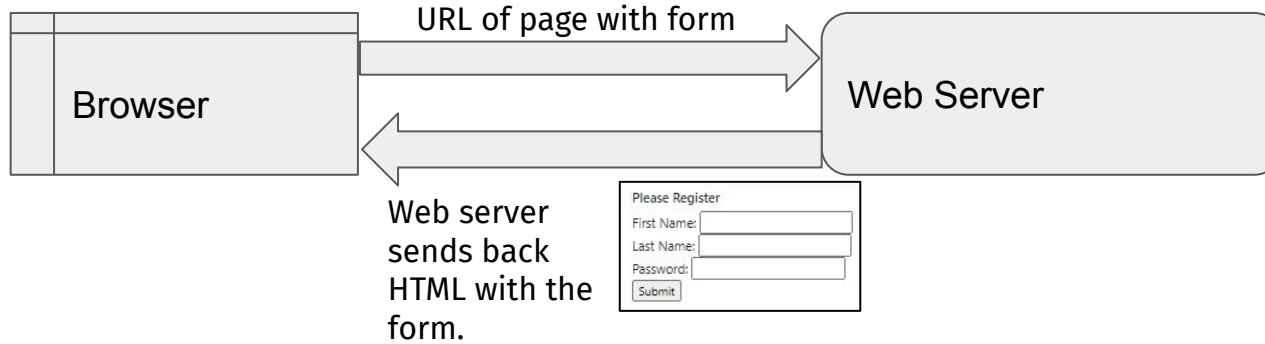 URL of page with form
Browser
Web Server
Web server
sends back
HTML with the
form.
Please Register
First Name:
Last Name:
Password:
Submit